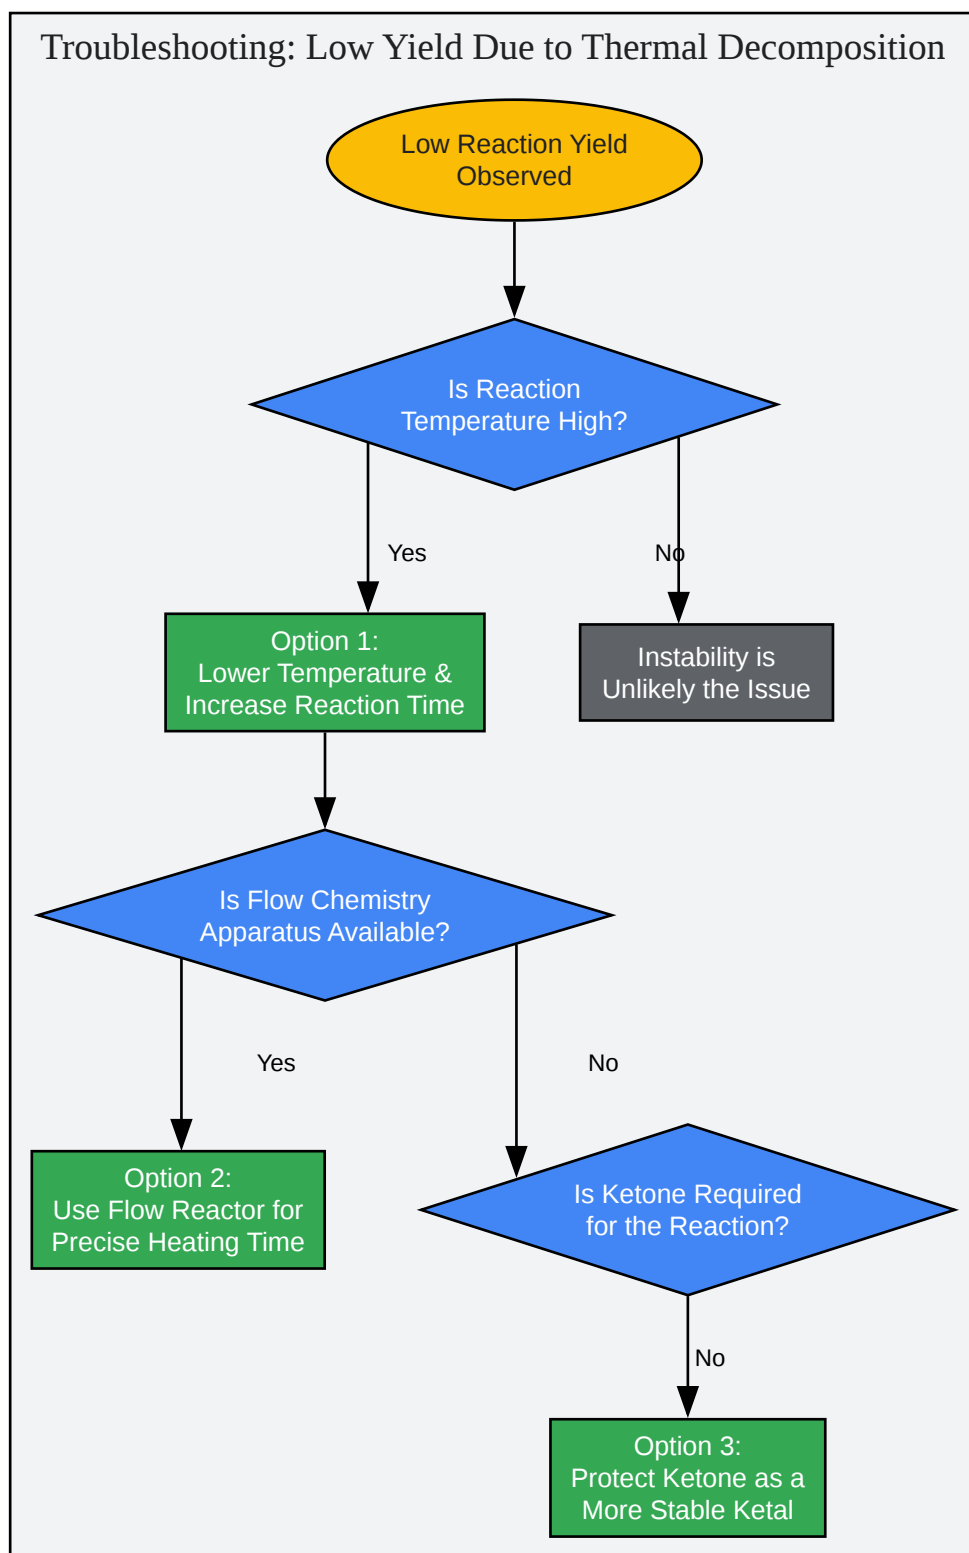 Troubleshooting: Low Yield Due to Thermal Decomposition
Low Reaction Yield
Observed
Is Reaction
Temperature High?
Yes
No
Option 1:
Lower Temperature &
Increase Reaction Time
Instability is
Unlikely the Issue
Is Flow Chemistry
Apparatus Available?
Yes
No
Option 2:
Use Flow Reactor for
Precise Heating Time
Is Ketone Required
for the Reaction?
No
Option 3:
Protect Ketone as a
More Stable Ketal